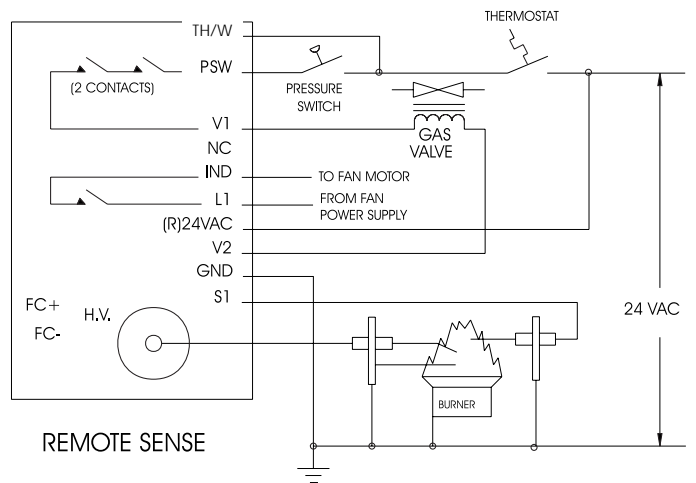 THERMOSTAT
TH/W
PSW
(2 CONTACTS)
PRESSURE
SWITCH
V1
GAS
VALVE
NC
IND
TO FAN MOTOR
L1
FROM FAN
POWER SUPPLY
(R)24VAC
V2
GND
S1
FC+
FC-
H.V.
24 VAC
BURNER
REMOTE SENSE